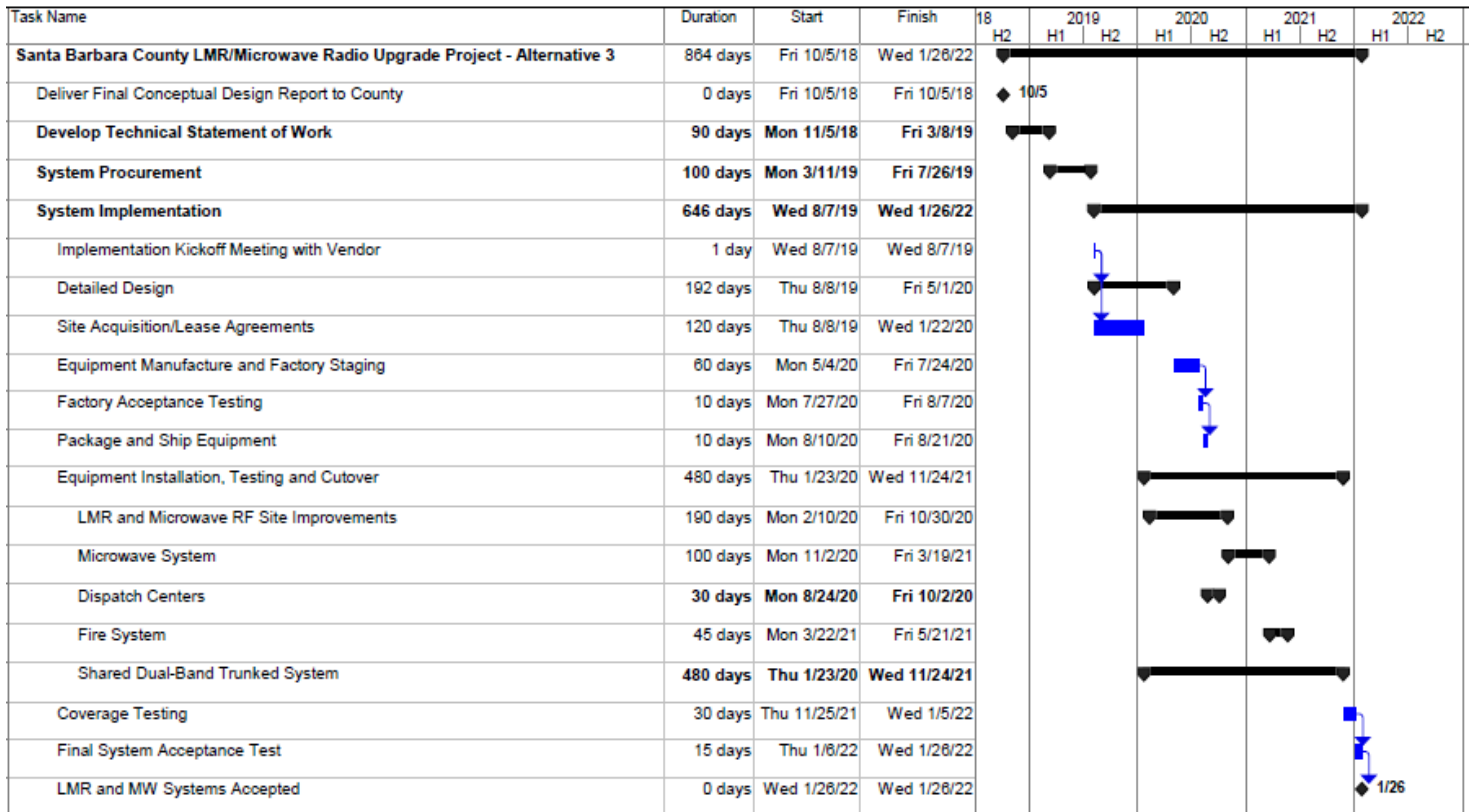 Task Name Duration Start Finish 18 2019 2020 2021 2022
H2 H1 H2 H1 H2 H1 H2 H1 H2
Santa Barbara County LMR/Microwave Radio Upgrade Project - Alternative 3 864 days Fri 10/5/18 Wed 1/26/22
Deliver Final Conceptual Design Report to County 0 days Fri 10/5/18 Fri 10/5/18 10/5
Develop Technical Statement of Work 90 days Mon 11/5/18 Fri 3/8/19
System Procurement 100 days Mon 3/11/19 Fri 7/26/19
System Implementation 646 days Wed 8/7/19 Wed 1/26/22
Implementation Kickoff Meeting with Vendor 1 day Wed 8/7/19 Wed 8/7/19
Detailed Design 192 days Thu 8/8/19 Fri 5/1/20
Site Acquisition/Lease Agreements 120 days Thu 8/8/19 Wed 1/22/20
Equipment Manufacture and Factory Staging 60 days Mon 5/4/20 Fri 7/24/20
Factory Acceptance Testing 10 days Mon 7/27/20 Fri 8/7/20
Package and Ship Equipment 10 days Mon 8/10/20 Fri 8/21/20
Equipment Installation, Testing and Cutover 480 days Thu 1/23/20 Wed 11/24/21
LMR and Microwave RF Site Improvements 190 days Mon 2/10/20 Fri 10/30/20
Microwave System 100 days Mon 11/2/20 Fri 3/19/21
Dispatch Centers 30 days Mon 8/24/20 Fri 10/2/20
Fire System 45 days Mon 3/22/21 Fri 5/21/21
Shared Dual-Band Trunked System 480 days Thu 1/23/20 Wed 11/24/21
Coverage Testing 30 days Thu 11/25/21 Wed 1/5/22
Final System Acceptance Test 15 days Thu 1/6/22 Wed 1/26/22
LMR and MW Systems Accepted 0 days Wed 1/26/22 Wed 1/26/22 1/26